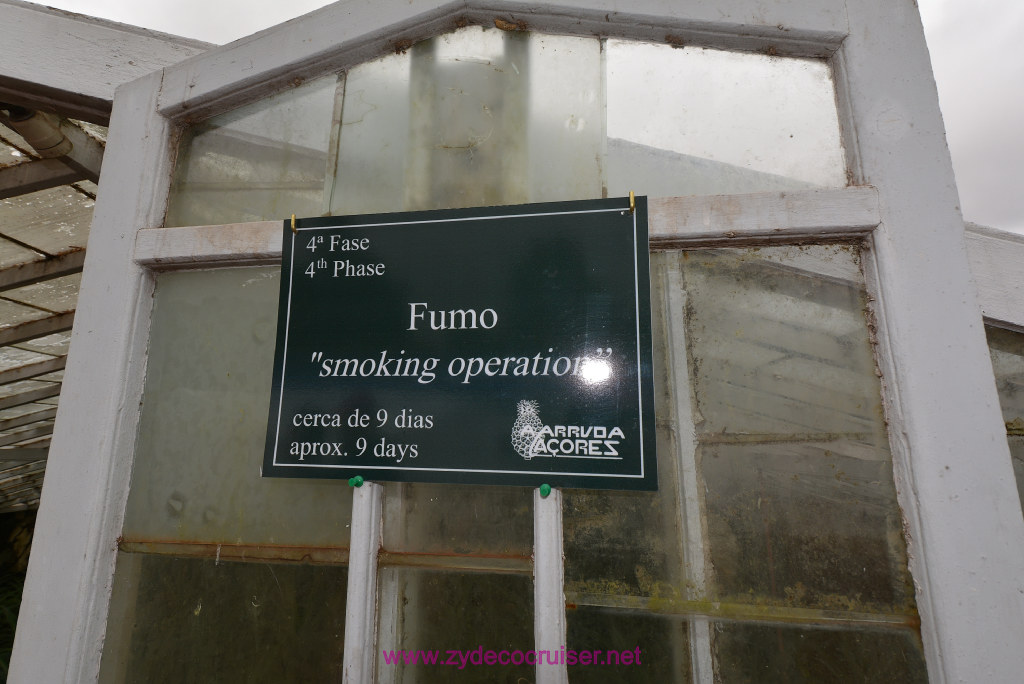 4ª Fase
4th Phase
Fumo
"smoking operation”
cerca de 9 dias
aprox. 9 days
A ARRUDA
AÇORES
www.zydecocruiser.net